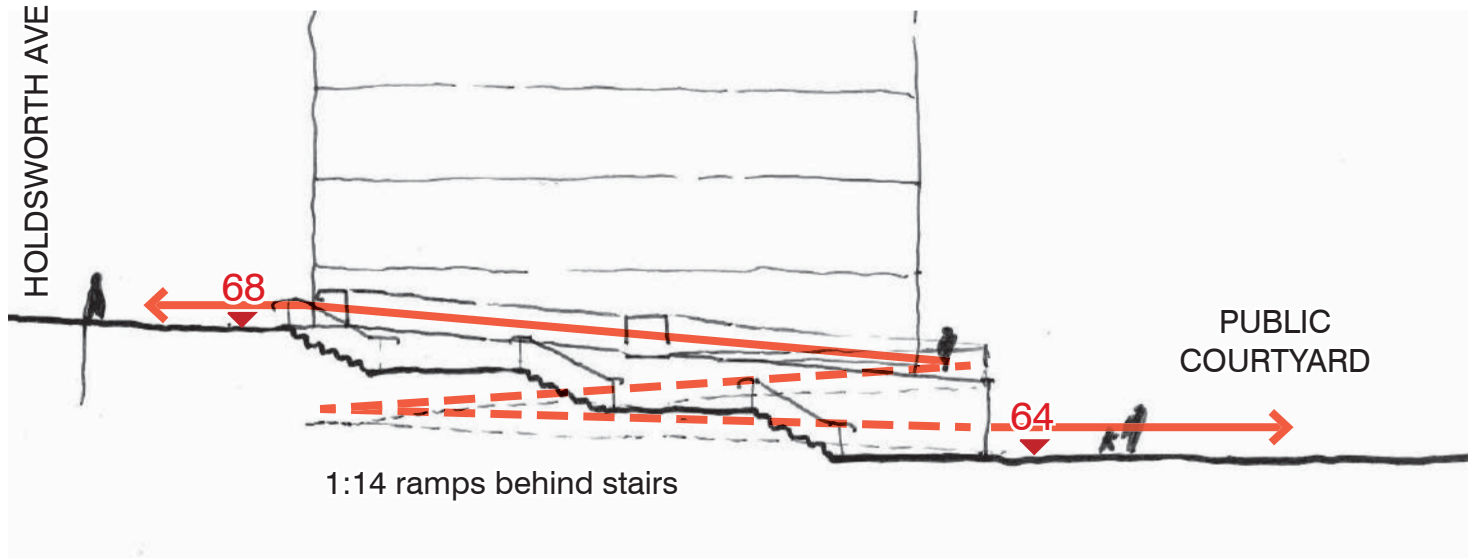 HOLDSWORTH AVE
68
PUBLIC
COURTYARD
64
1:14 ramps behind stairs